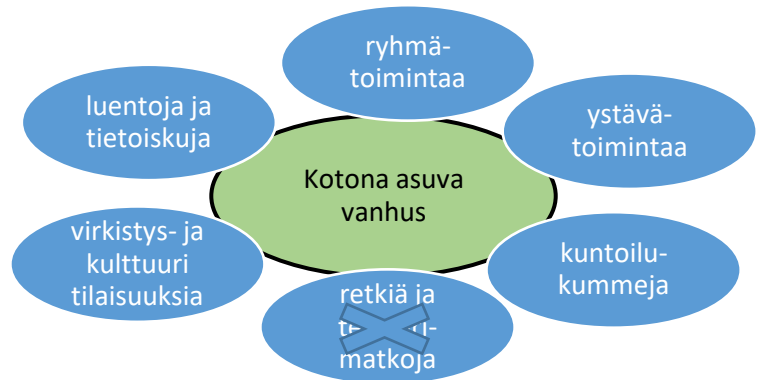 ryhmä-
toimintaa
luentoja ja
tietoiskuja
ystävä-
toimintaa
Kotona asuva
vanhus
virkistys- ja
kulttuuri
tilaisuuksia
kuntoilu-
kummeja
retkiä ja
matkoja